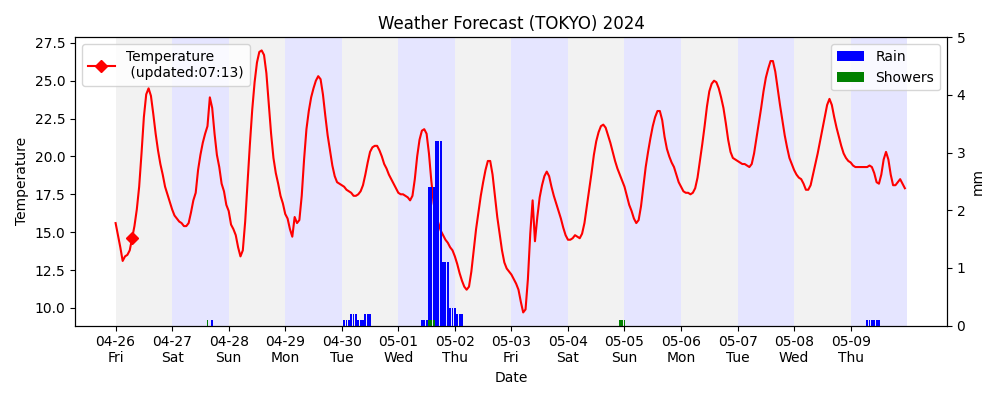 Weather Forecast (TOKYO) 2024
Temperature
(updated:07:13)
Rain
Showers
27.5
25.0
22.5
20.0
17.5
15.0
12.5
10.0
Temperature
5
4
3
2
1
0
mm
04-26 04-27 04-28 04-29 04-30 05-01 05-02 05-03 05-04 05-05 05-06 05-07 05-08 05-09
Fri Sat Sun Mon Tue Wed Thu Fri Sat Sun Mon Tue Wed Thu
Date